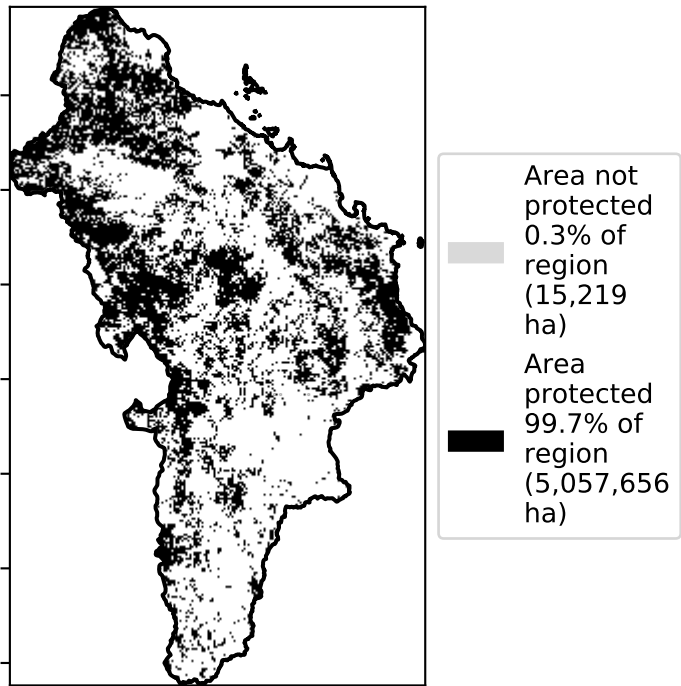 Area not
protected
0.3% of
region
(15,219
ha)
Area
protected
99.7% of
region
(5,057,656
ha)